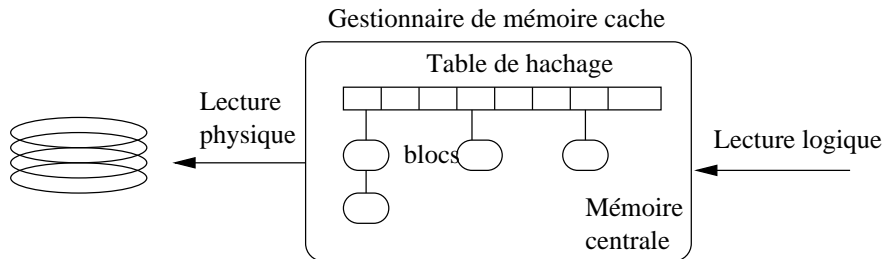 Gestionnaire de mémoire cache
Table de hachage
Lecture
physique
blocs
Lecture logique
Mémoire
centrale